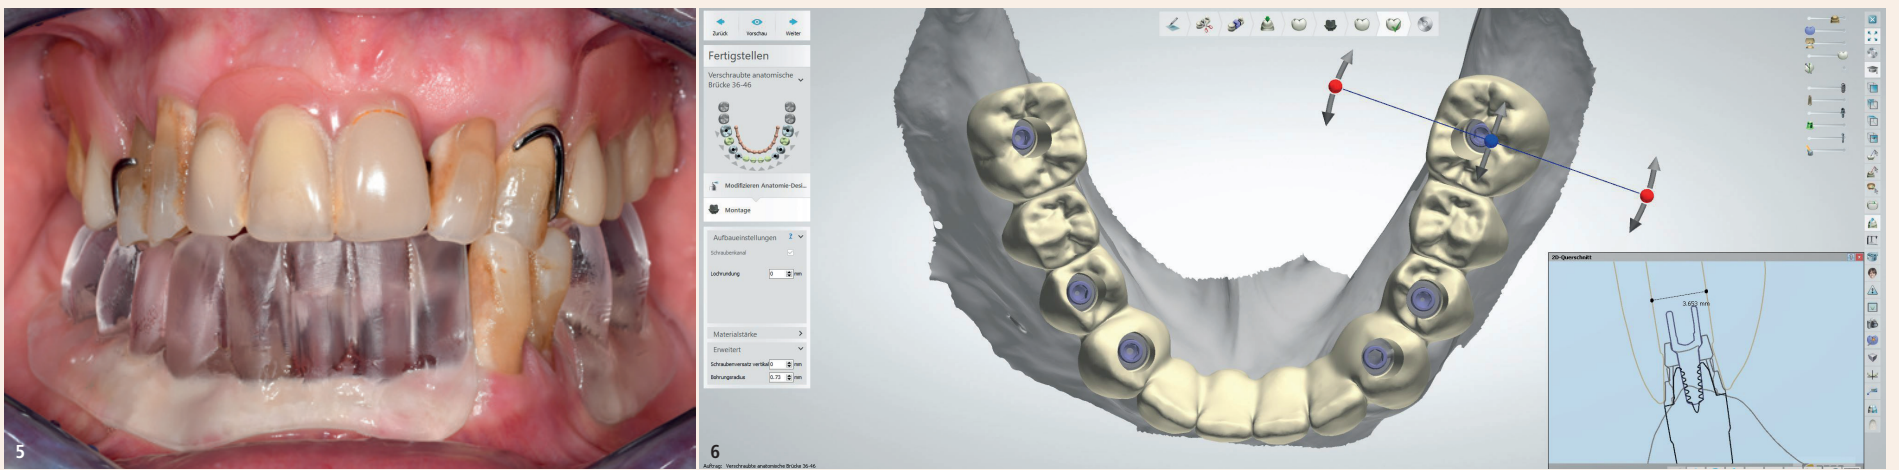 Zurück
Vorschau
Weiter
Fertigstellen
Verschraubte anatomische
Brücke 36-46
Modifizieren Anatomie-Desi...
Montage
Aufbaueinstellungen
?
Schraubenkanal
Lochrundung 0 mm
Materialstärke
Erweitert
Schraubenversatz vertikal 0 mm
Bohrungsradius 0.73 mm
2D-Querschnitt
3.653 mm
5
6
Auftrag: Verschraubte anatomische Brücke 36-46